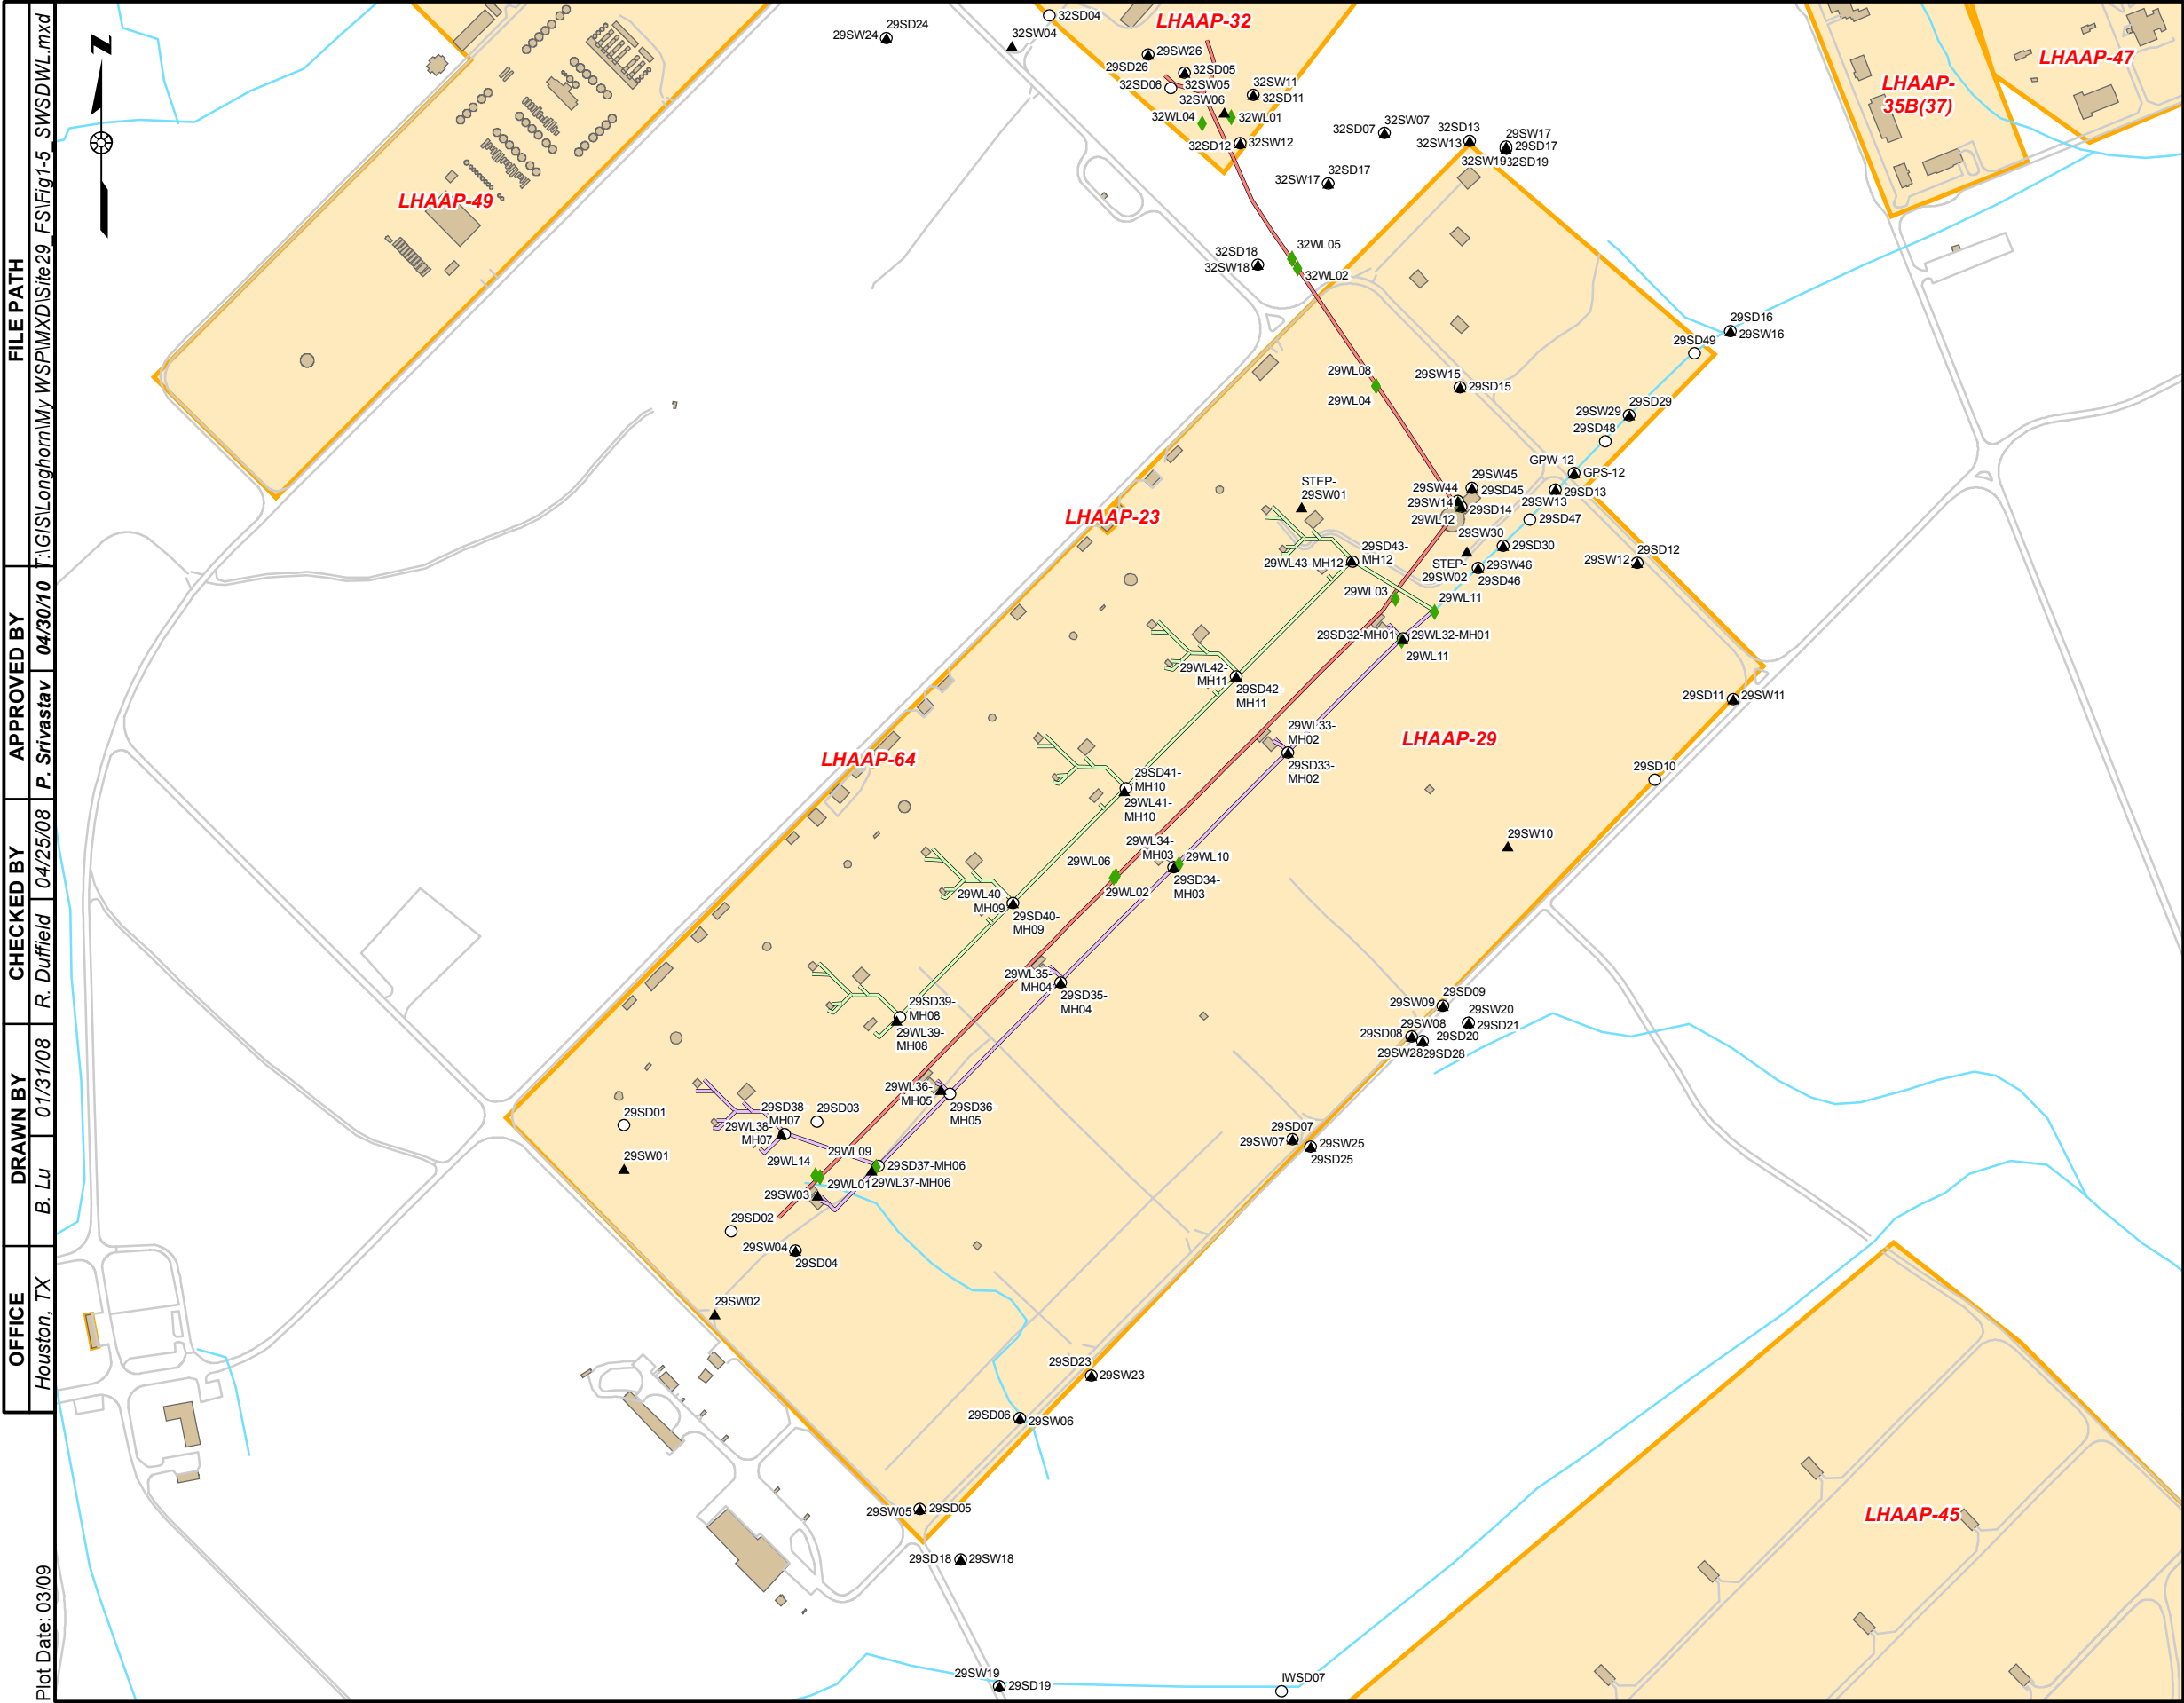 FILE PATH
T:\GIS\Longhorn\My WSP\MXD\Site29_FS\Fig1-5_SWSDWL.mxd
APPROVED BY
P. Srivastav
04/30/10
CHECKED BY
R. Duffield
04/25/08
DRAWN BY
B. Lu
01/31/08
OFFICE
Houston, TX
Plot Date: 03/09
N
LHAAP-32
LHAAP-47
LHAAP-
35B(37)
LHAAP-49
LHAAP-23
LHAAP-64
LHAAP-29
LHAAP-45
29SD24
29SW24
32SD04
32SW04
29SW26
29SD26
32SD05
32SD06
32SW05
32SW06
32SW11
32SD11
32WL04
32WL01
32SD12
32SW12
32SW07
32SD07
32SD13
32SW13
29SW17
29SD17
32SW19
32SD19
32SD17
32SW17
32SD18
32SW18
32WL05
32WL02
29SD16
29SW16
29SD49
29WL08
29WL04
29SW15
29SD15
29SD29
29SW29
29SD48
GPW-12
GPS-12
29SD13
29SW13
29SD47
29SW45
29SD45
29SW44
29SW14
29SD14
29WL12
29SW30
29SD30
STEP-
29SW01
STEP-
29SW02
29SW46
29SD46
29SD12
29SW12
29SD43-
MH12
29WL43-MH12
29WL03
29WL11
29SD32-MH01
29WL32-MH01
29WL11
29WL42-
MH11
29SD42-
MH11
29SD11
29SW11
29WL33-
MH02
29SD33-
MH02
29SD10
29SD41-
MH10
29WL41-
MH10
29SW10
29WL34-
MH03
29WL10
29SD34-
MH03
29WL06
29WL02
29WL40-
MH09
29SD40-
MH09
29WL35-
MH04
29SD35-
MH04
29SD39-
MH08
29WL39-
MH08
29SD09
29SW09
29SW20
29SD21
29SW08
29SD08
29SD20
29SW28
29SD28
29WL36-
MH05
29SD36-
MH05
29SD01
29SW01
29SD38-
MH07
29WL38-
MH07
29SD03
29WL09
29SD37-MH06
29WL37-MH06
29WL14
29WL01
29SW03
29SD07
29SW07
29SW25
29SD25
29SD02
29SW04
29SD04
29SW02
29SD23
29SW23
29SD06
29SW06
29SW05
29SD05
29SD18
29SW18
29SW19
29SD19
IWSD07